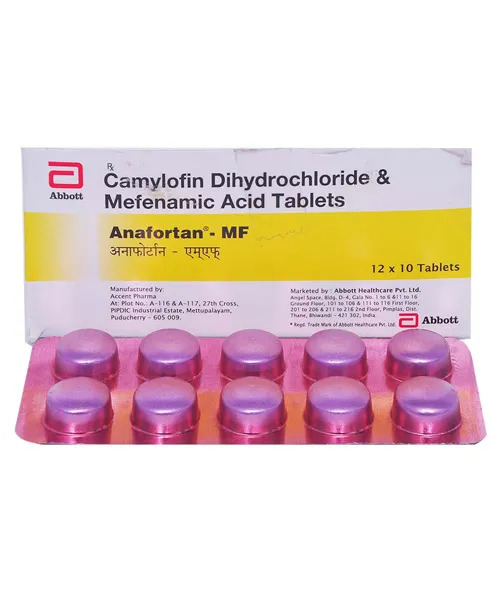 Abbott
Rx
Camylofin Dihydrochloride &
Mefenamic Acid Tablets
Anafortan® - MF
अनाफोर्टान - एमएफ्
12 x 10 Tablets
Manufactured by:
Accent Pharma
At: Plot No.: A-116 & A-117, 27th Cross,
PIPDIC Industrial Estate, Mettupalayam,
Puducherry - 605 009.
Marketed by : Abbott Healthcare Pvt. Ltd.
Angel Space, Bldg. D-4, Gala No. 1 to 6 &11 to 16
Ground Floor, 101 to 106 & 111 to 116 First Floor
201 to 206 & 211 to 216 2nd Floor, Pimplas, Dist.
Thane, Bhiwandi - 421 302, India.
* Regd. Trade Mark of Abbott Healthcare Pvt. Ltd.
Abbott